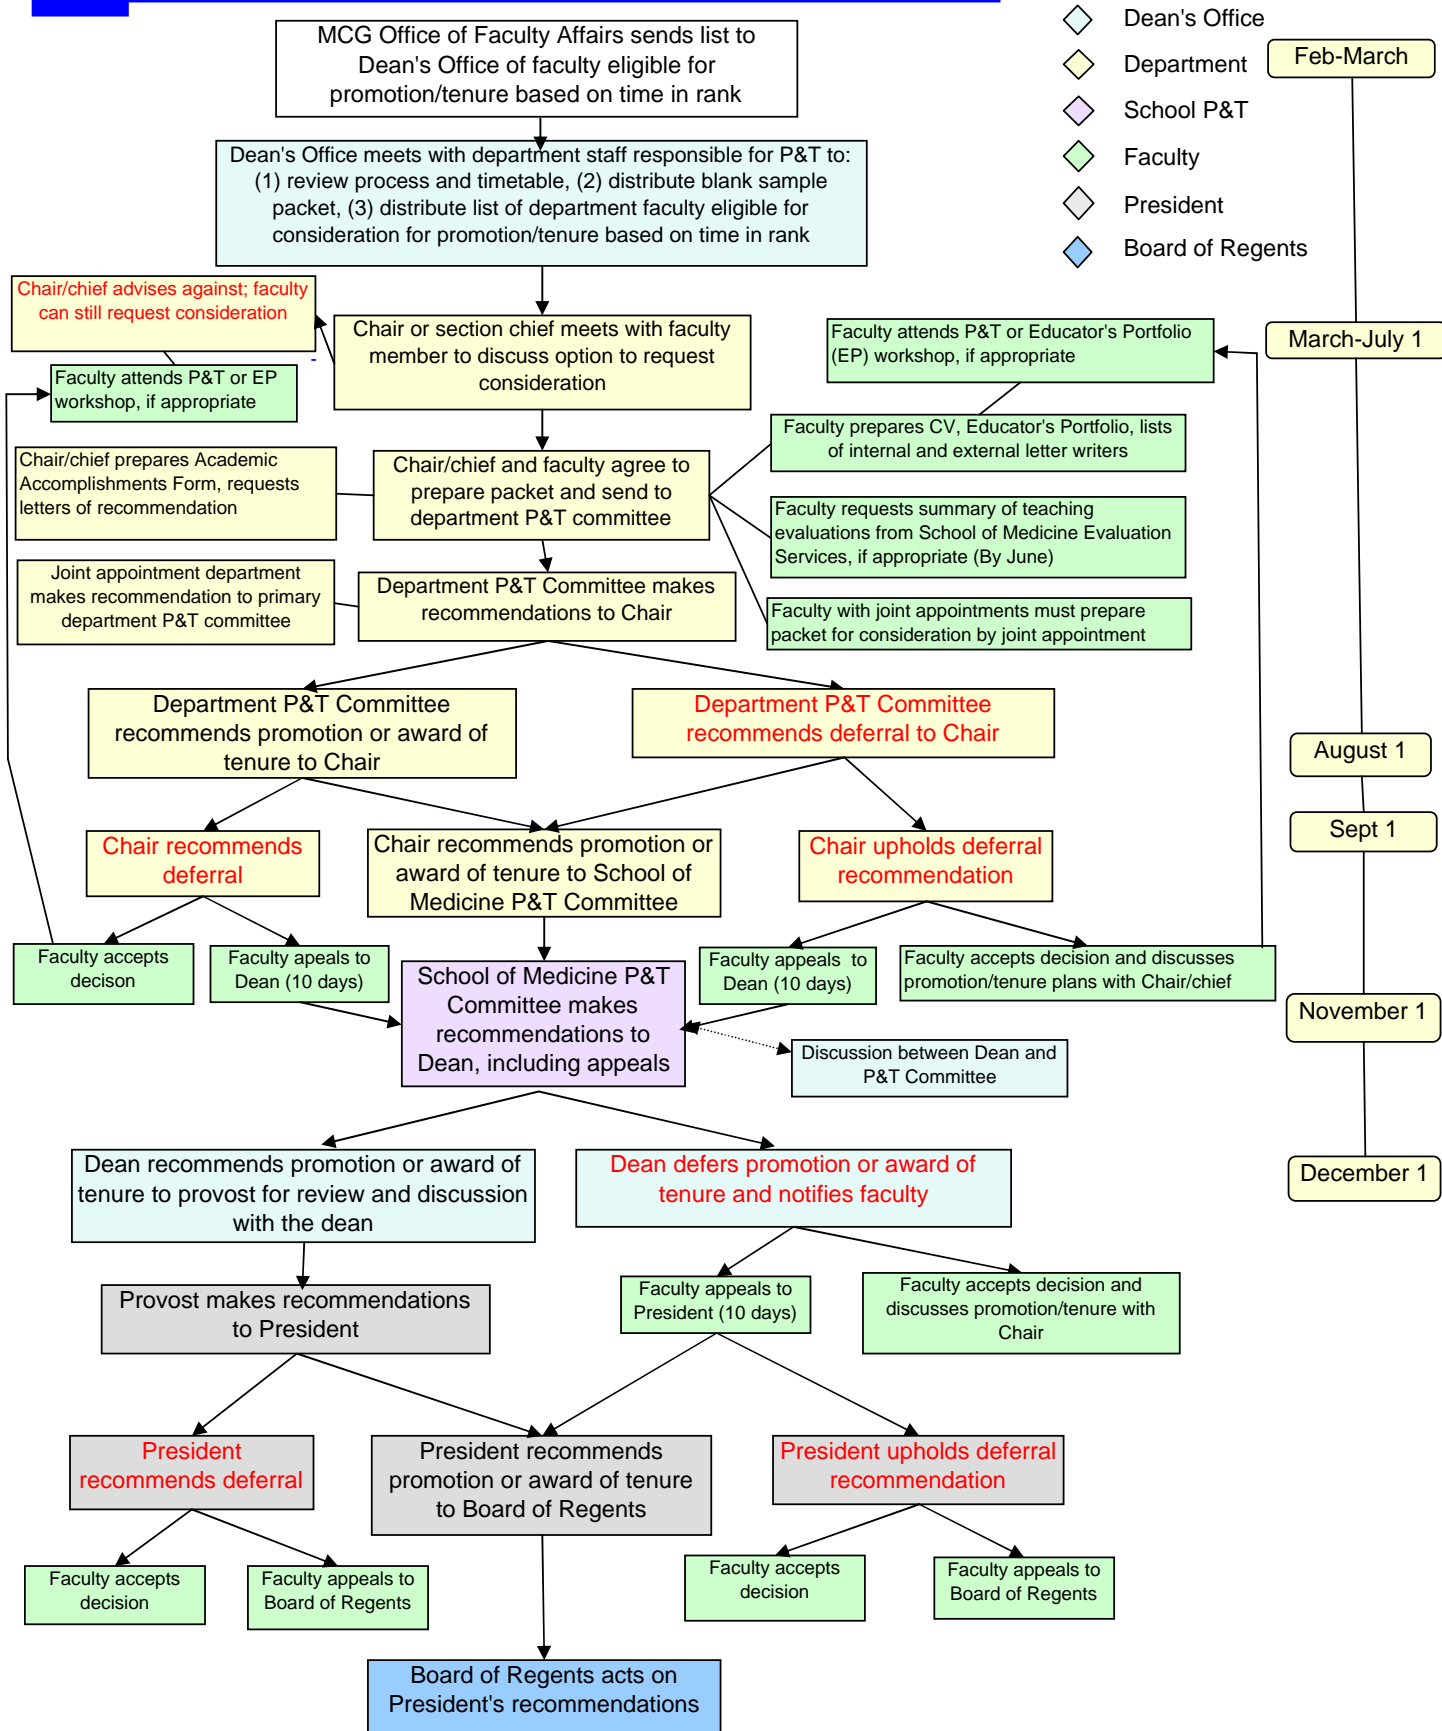 Dean's Office
Department
School P&T
Faculty
President
Board of Regents
Feb-March
March-July 1
August 1
Sept 1
November 1
December 1
MCG Office of Faculty Affairs sends list to
Dean's Office of faculty eligible for
promotion/tenure based on time in rank
Dean's Office meets with department staff responsible for P&T to:
(1) review process and timetable, (2) distribute blank sample
packet, (3) distribute list of department faculty eligible for
consideration for promotion/tenure based on time in rank
Chair/chief advises against; faculty
can still request consideration
Chair or section chief meets with faculty
member to discuss option to request
consideration
Faculty attends P&T or Educator's Portfolio
(EP) workshop, if appropriate
Faculty attends P&T or EP
workshop, if appropriate
Faculty prepares CV, Educator's Portfolio, lists
of internal and external letter writers
Chair/chief prepares Academic
Accomplishments Form, requests
letters of recommendation
Chair/chief and faculty agree to
prepare packet and send to
department P&T committee
Faculty requests summary of teaching
evaluations from School of Medicine Evaluation
Services, if appropriate (By June)
Joint appointment department
makes recommendation to primary
department P&T committee
Department P&T Committee makes
recommendations to Chair
Faculty with joint appointments must prepare
packet for consideration by joint appointment
Department P&T Committee
recommends promotion or award of
tenure to Chair
Department P&T Committee
recommends deferral to Chair
Chair recommends
deferral
Chair recommends promotion or
award of tenure to School of
Medicine P&T Committee
Chair upholds deferral
recommendation
Faculty accepts
decison
Faculty apeals to
Dean (10 days)
School of Medicine P&T
Committee makes
recommendations to
Dean, including appeals
Faculty appeals to
Dean (10 days)
Faculty accepts decision and discusses
promotion/tenure plans with Chair/chief
Discussion between Dean and
P&T Committee
Dean recommends promotion or award of
tenure to provost for review and discussion
with the dean
Dean defers promotion or award of
tenure and notifies faculty
Provost makes recommendations
to President
Faculty appeals to
President (10 days)
Faculty accepts decision and
discusses promotion/tenure with
Chair
President
recommends deferral
President recommends
promotion or award of tenure
to Board of Regents
President upholds deferral
recommendation
Faculty accepts
decision
Faculty appeals to
Board of Regents
Faculty accepts
decision
Faculty appeals to
Board of Regents
Board of Regents acts on
President's recommendations